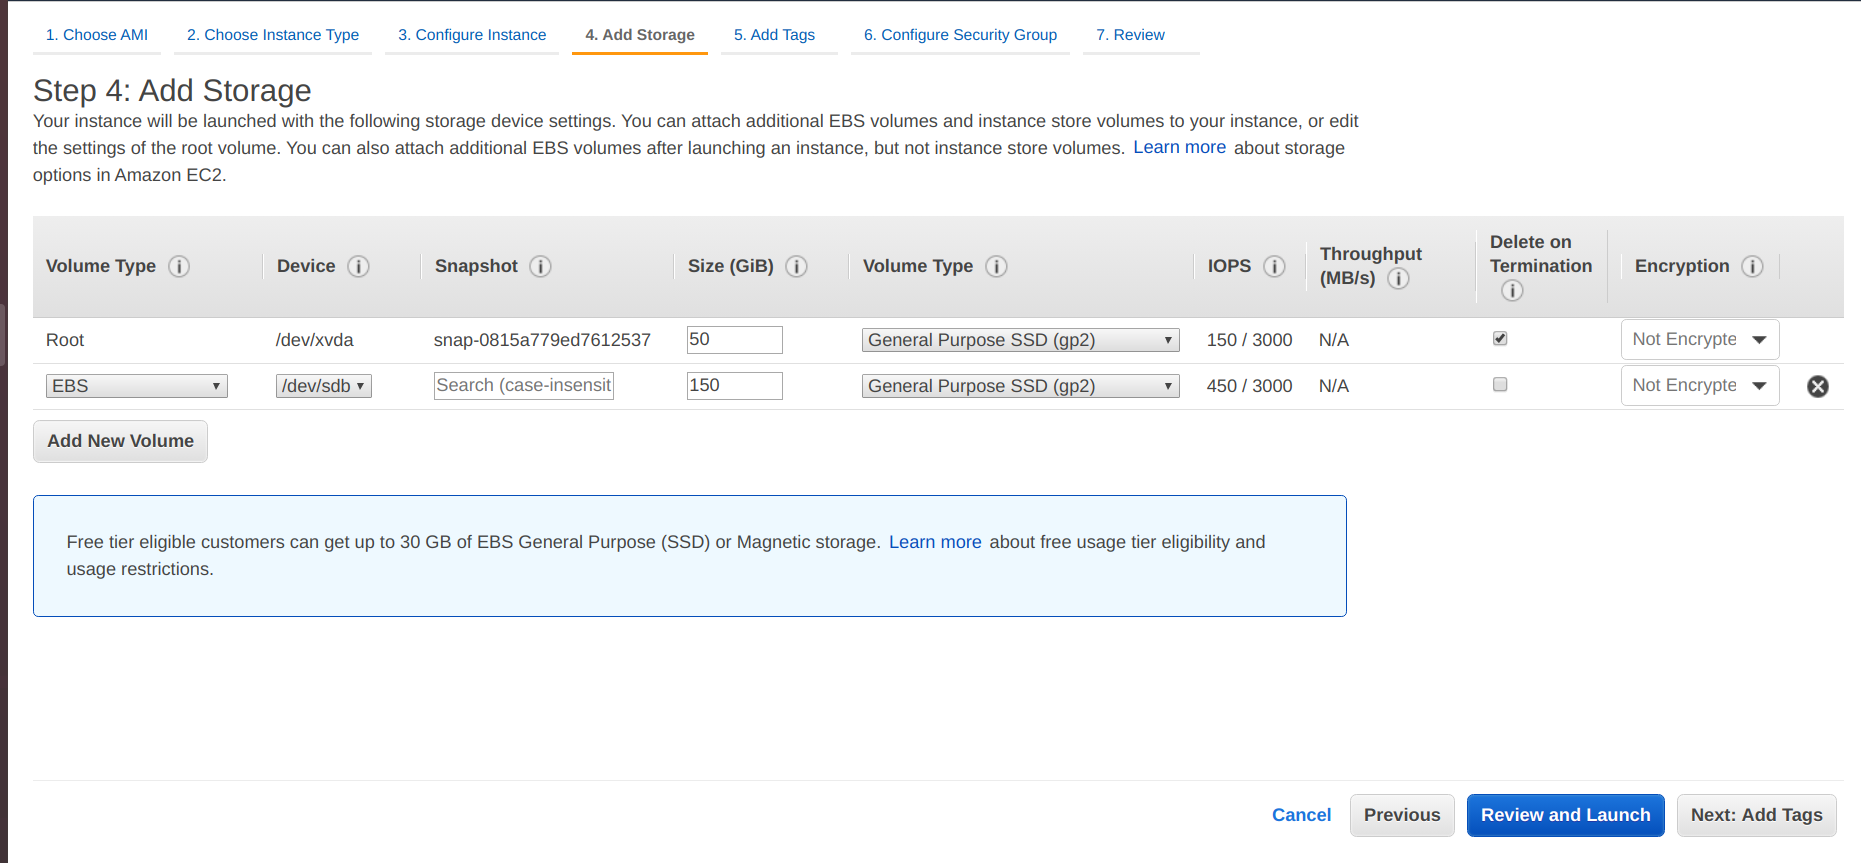 1. Choose AMI 2. Choose Instance Type 3. Configure Instance 4. Add Storage 5. Add Tags 6. Configure Security Group 7. Review
Step 4: Add Storage
Your instance will be launched with the following storage device settings. You can attach additional EBS volumes and instance store volumes to your instance, or edit
the settings of the root volume. You can also attach additional EBS volumes after launching an instance, but not instance store volumes. Learn more about storage
options in Amazon EC2.
Volume Type i Device i Snapshot i Size (GiB) i Volume Type i IOPS i Throughput (MB/s) i Delete on Termination i Encryption i
Root /dev/xvda snap-0815a779ed7612537 50 General Purpose SSD (gp2) 150 / 3000 N/A Not Encrypte
EBS /dev/sdb Search (case-insensit 150 General Purpose SSD (gp2) 450 / 3000 N/A Not Encrypte
Add New Volume
Free tier eligible customers can get up to 30 GB of EBS General Purpose (SSD) or Magnetic storage. Learn more about free usage tier eligibility and
usage restrictions.
Cancel Previous Review and Launch Next: Add Tags